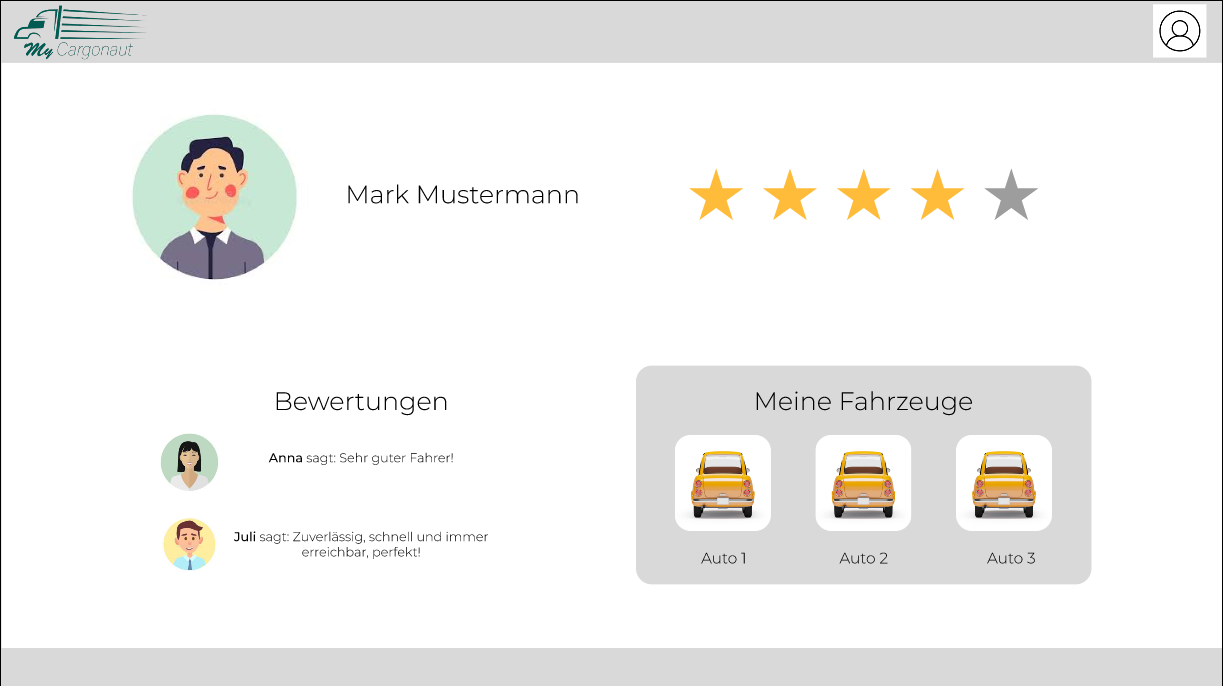 My Cargonaut
Mark Mustermann
Bewertungen
Anna sagt: Sehr guter Fahrer!
Juli sagt: Zuverlässig, schnell und immer
erreichbar, perfekt!
Meine Fahrzeuge
Auto 1
Auto 2
Auto 3